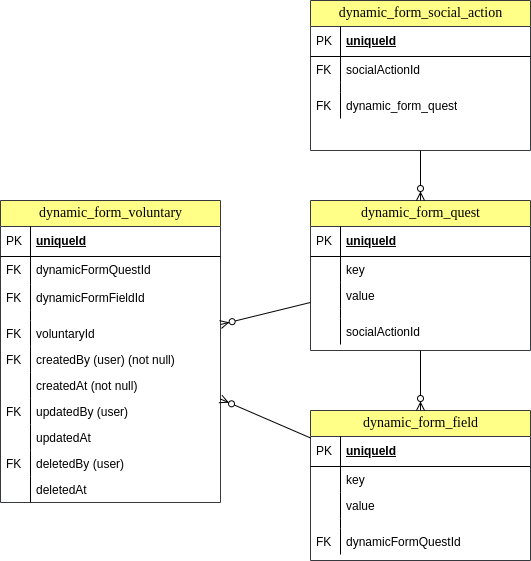 dynamic_form_social_action
PK uniqueId
FK socialActionId
FK dynamic_form_quest
dynamic_form_voluntary
PK uniqueId
FK dynamicFormQuestId
FK dynamicFormFieldId
FK voluntaryId
FK createdBy (user) (not null)
createdAt (not null)
FK updatedBy (user)
updatedAt
FK deletedBy (user)
deletedAt
dynamic_form_quest
PK uniqueId
key
value
socialActionId
dynamic_form_field
PK uniqueId
key
value
FK dynamicFormQuestId